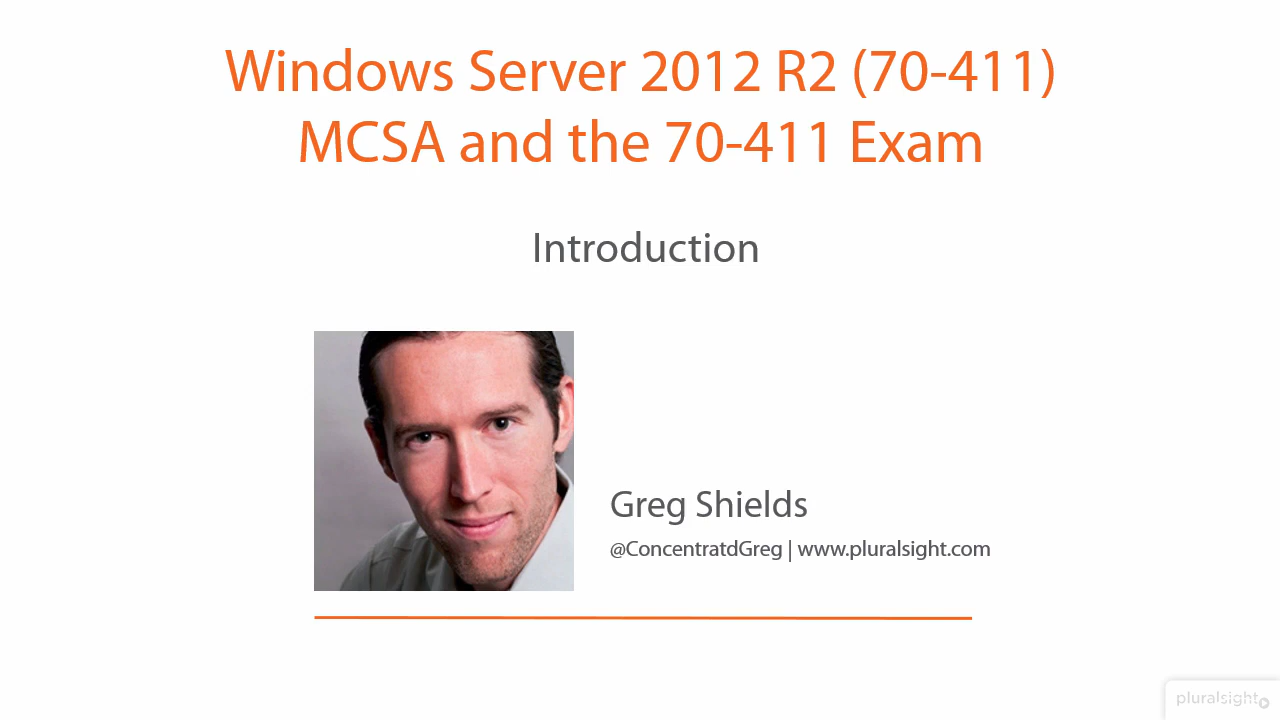 Windows Server 2012 R2 (70-411)
MCSA and the 70-411 Exam
Introduction
Greg Shields
@ConcentratdGreg | www.pluralsight.com
pluralsight